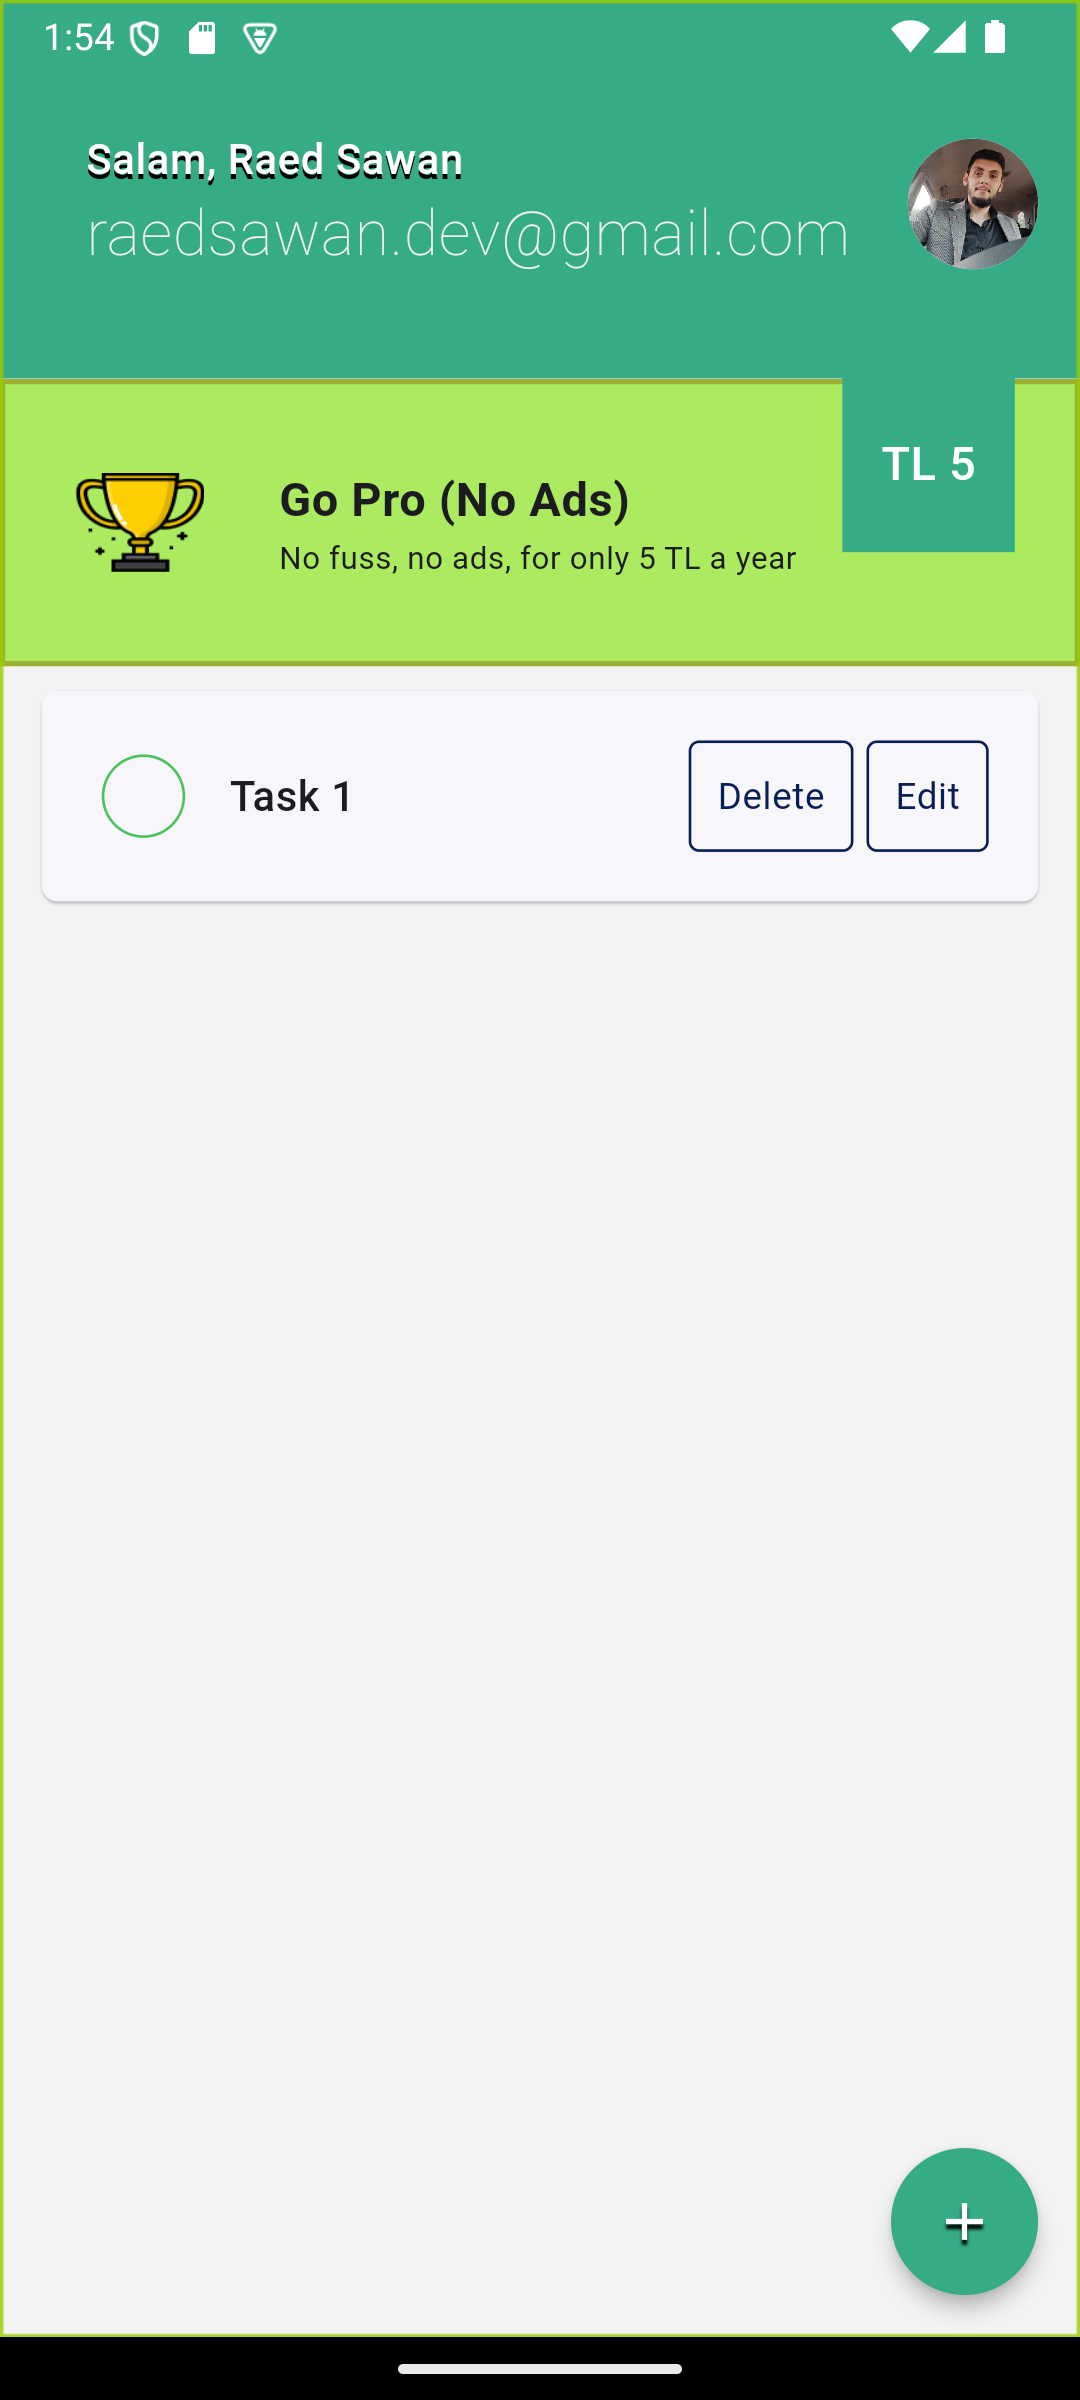 1:54
Salam, Raed Sawan
raedsawan.dev@gmail.com
TL 5
Go Pro (No Ads)
No fuss, no ads, for only 5 TL a year
Task 1 Delete Edit
+